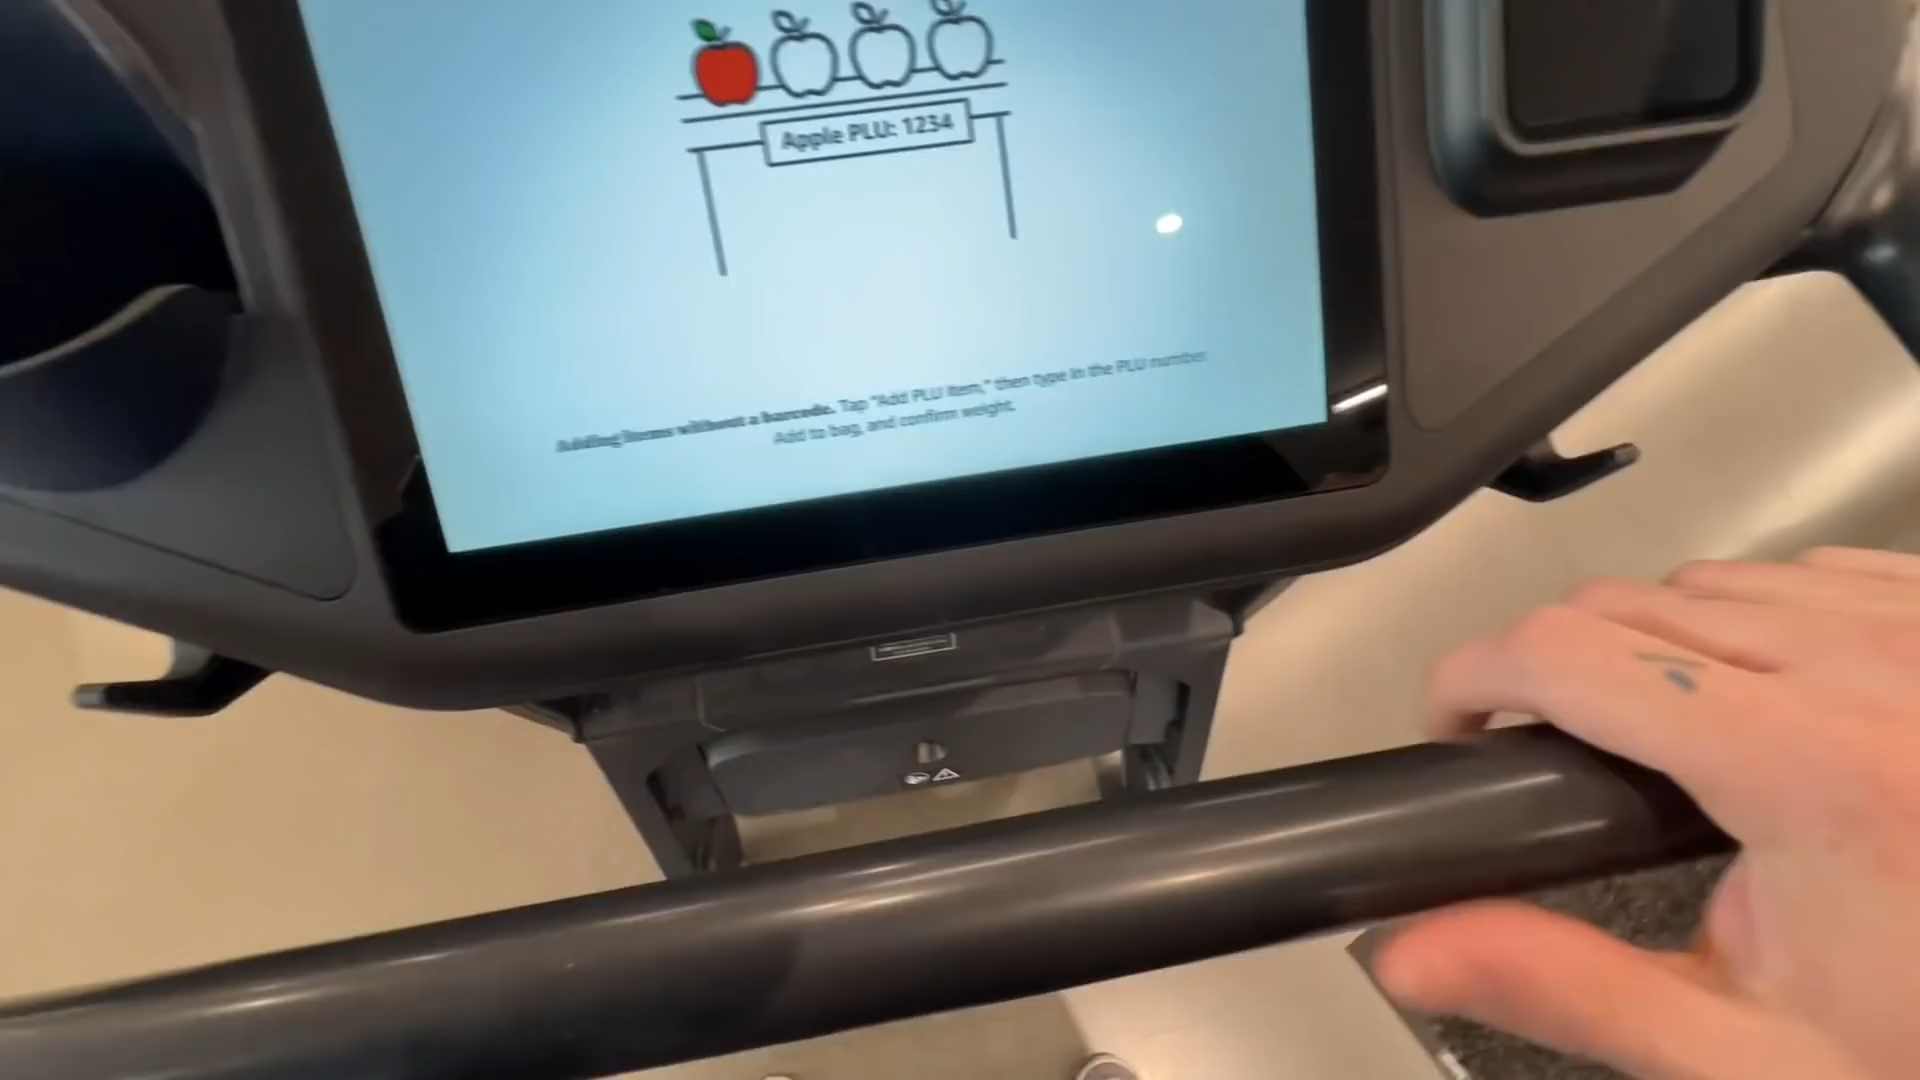 Apple PLU: 1234
Adding items without a barcode. Tap "Add PLU item," then type in the PLU number.
Add to bag, and confirm weight.